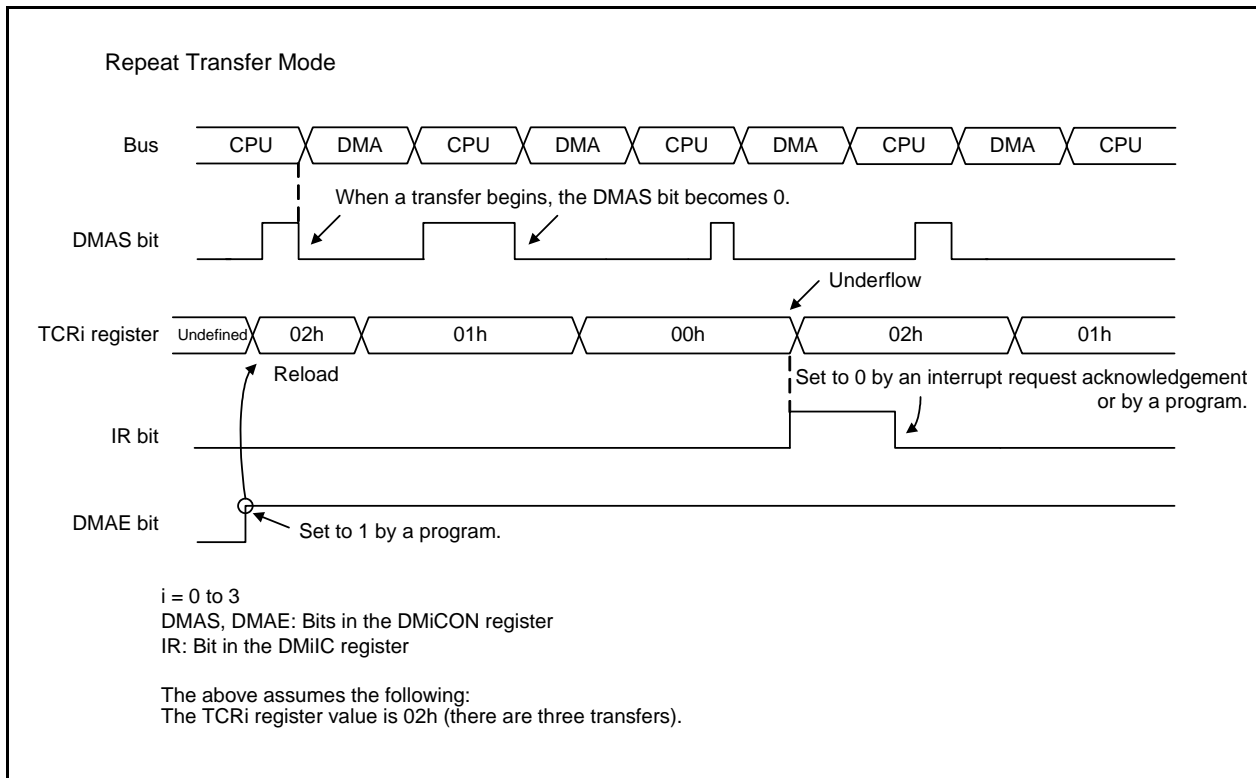 Repeat Transfer Mode
Bus CPU DMA CPU DMA CPU DMA CPU DMA CPU
When a transfer begins, the DMAS bit becomes 0.
DMAS bit
Underflow
TCRi register Undefined 02h 01h 00h 02h 01h
Reload
Set to 0 by an interrupt request acknowledgement
or by a program.
IR bit
DMAE bit
Set to 1 by a program.
i = 0 to 3
DMAS, DMAE: Bits in the DMiCON register
IR: Bit in the DMiIC register
The above assumes the following:
The TCRi register value is 02h (there are three transfers).